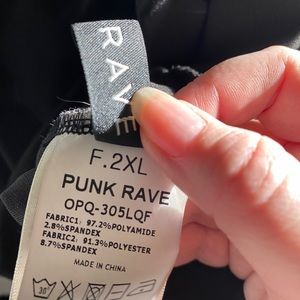 RAV
F.2XL
PUNK RAVE
OPQ-305LQF
FABRIC1: 97.2%POLYAMIDE
2.8%SPANDEX
FABRIC2: 91.3%POLYESTER
8.7%SPANDEX
MADE IN CHINA
30°